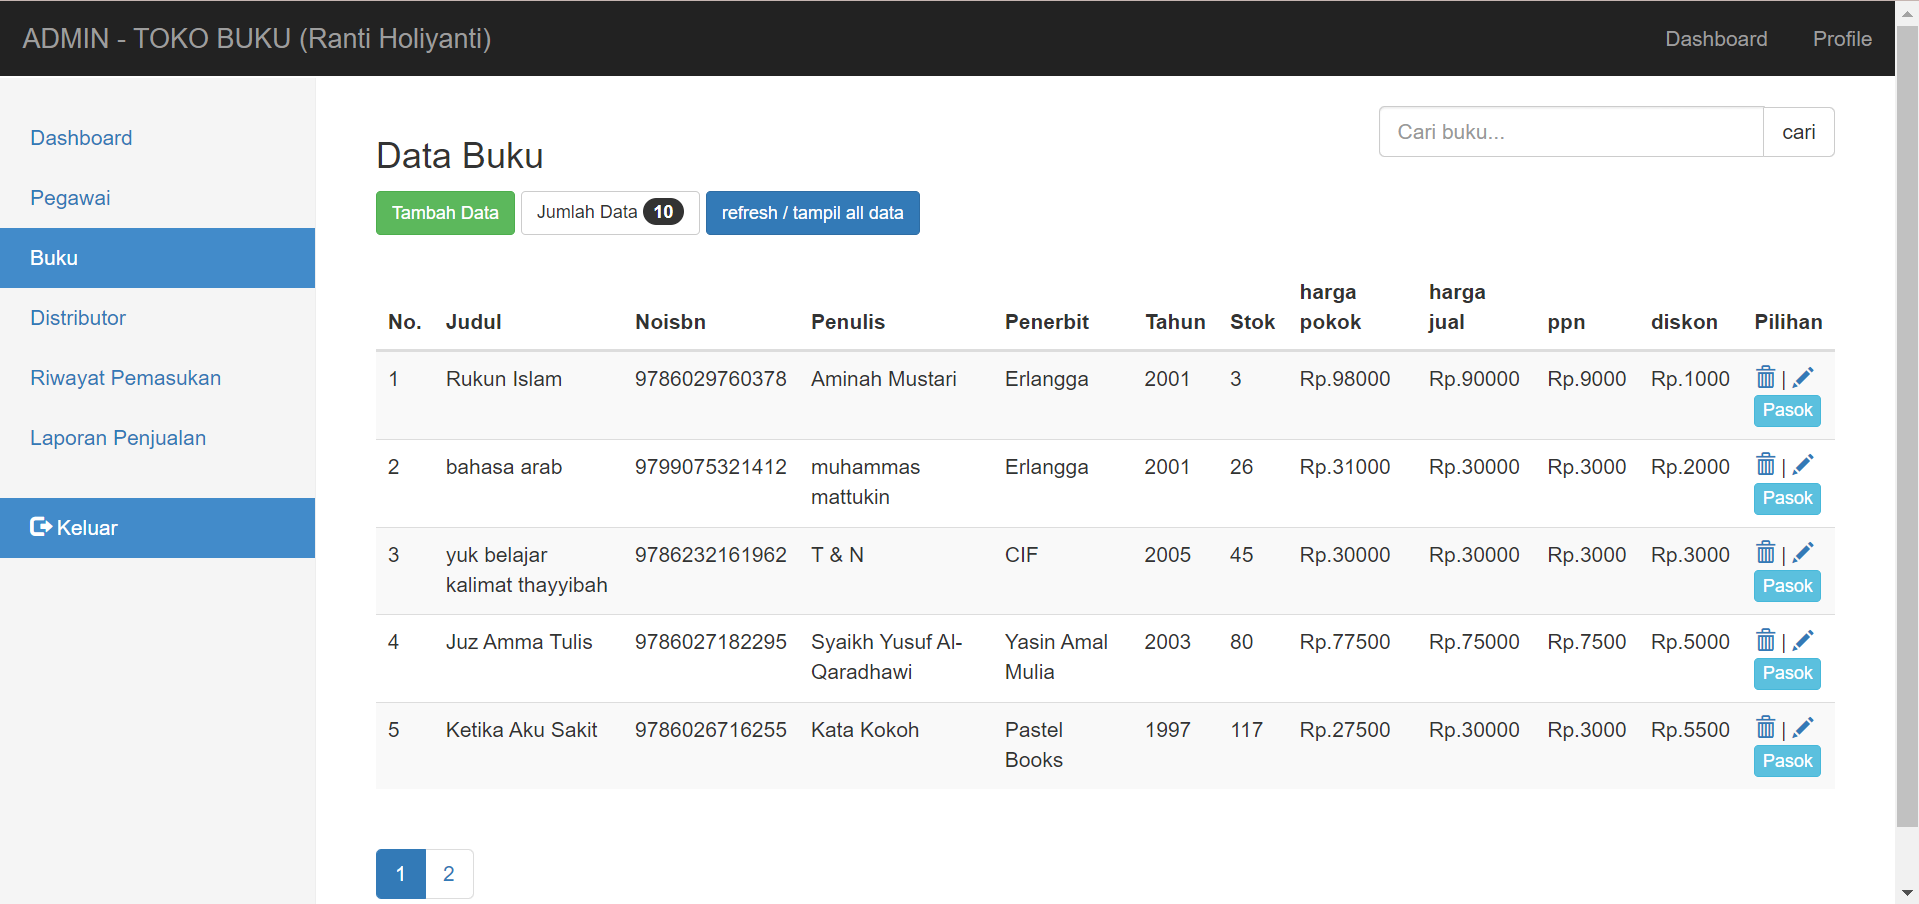 ADMIN - TOKO BUKU (Ranti Holiyanti)
Dashboard Profile
Dashboard
Pegawai
Buku
Distributor
Riwayat Pemasukan
Laporan Penjualan
Keluar
Cari buku... cari
Data Buku
Tambah Data Jumlah Data 10 refresh / tampil all data
No. Judul Noisbn Penulis Penerbit Tahun Stok harga pokok harga jual ppn diskon Pilihan
1 Rukun Islam 9786029760378 Aminah Mustari Erlangga 2001 3 Rp.98000 Rp.90000 Rp.9000 Rp.1000 |
Pasok
2 bahasa arab 9799075321412 muhammas Erlangga 2001 26 Rp.31000 Rp.30000 Rp.3000 Rp.2000 |
mattukin Pasok
3 yuk belajar 9786232161962 T & N CIF 2005 45 Rp.30000 Rp.30000 Rp.3000 Rp.3000 |
kalimat thayyibah Pasok
4 Juz Amma Tulis 9786027182295 Syaikh Yusuf Al- Yasin Amal 2003 80 Rp.77500 Rp.75000 Rp.7500 Rp.5000 |
Qaradhawi Mulia Pasok
5 Ketika Aku Sakit 9786026716255 Kata Kokoh Pastel 1997 117 Rp.27500 Rp.30000 Rp.3000 Rp.5500 |
Books Pasok
1 2